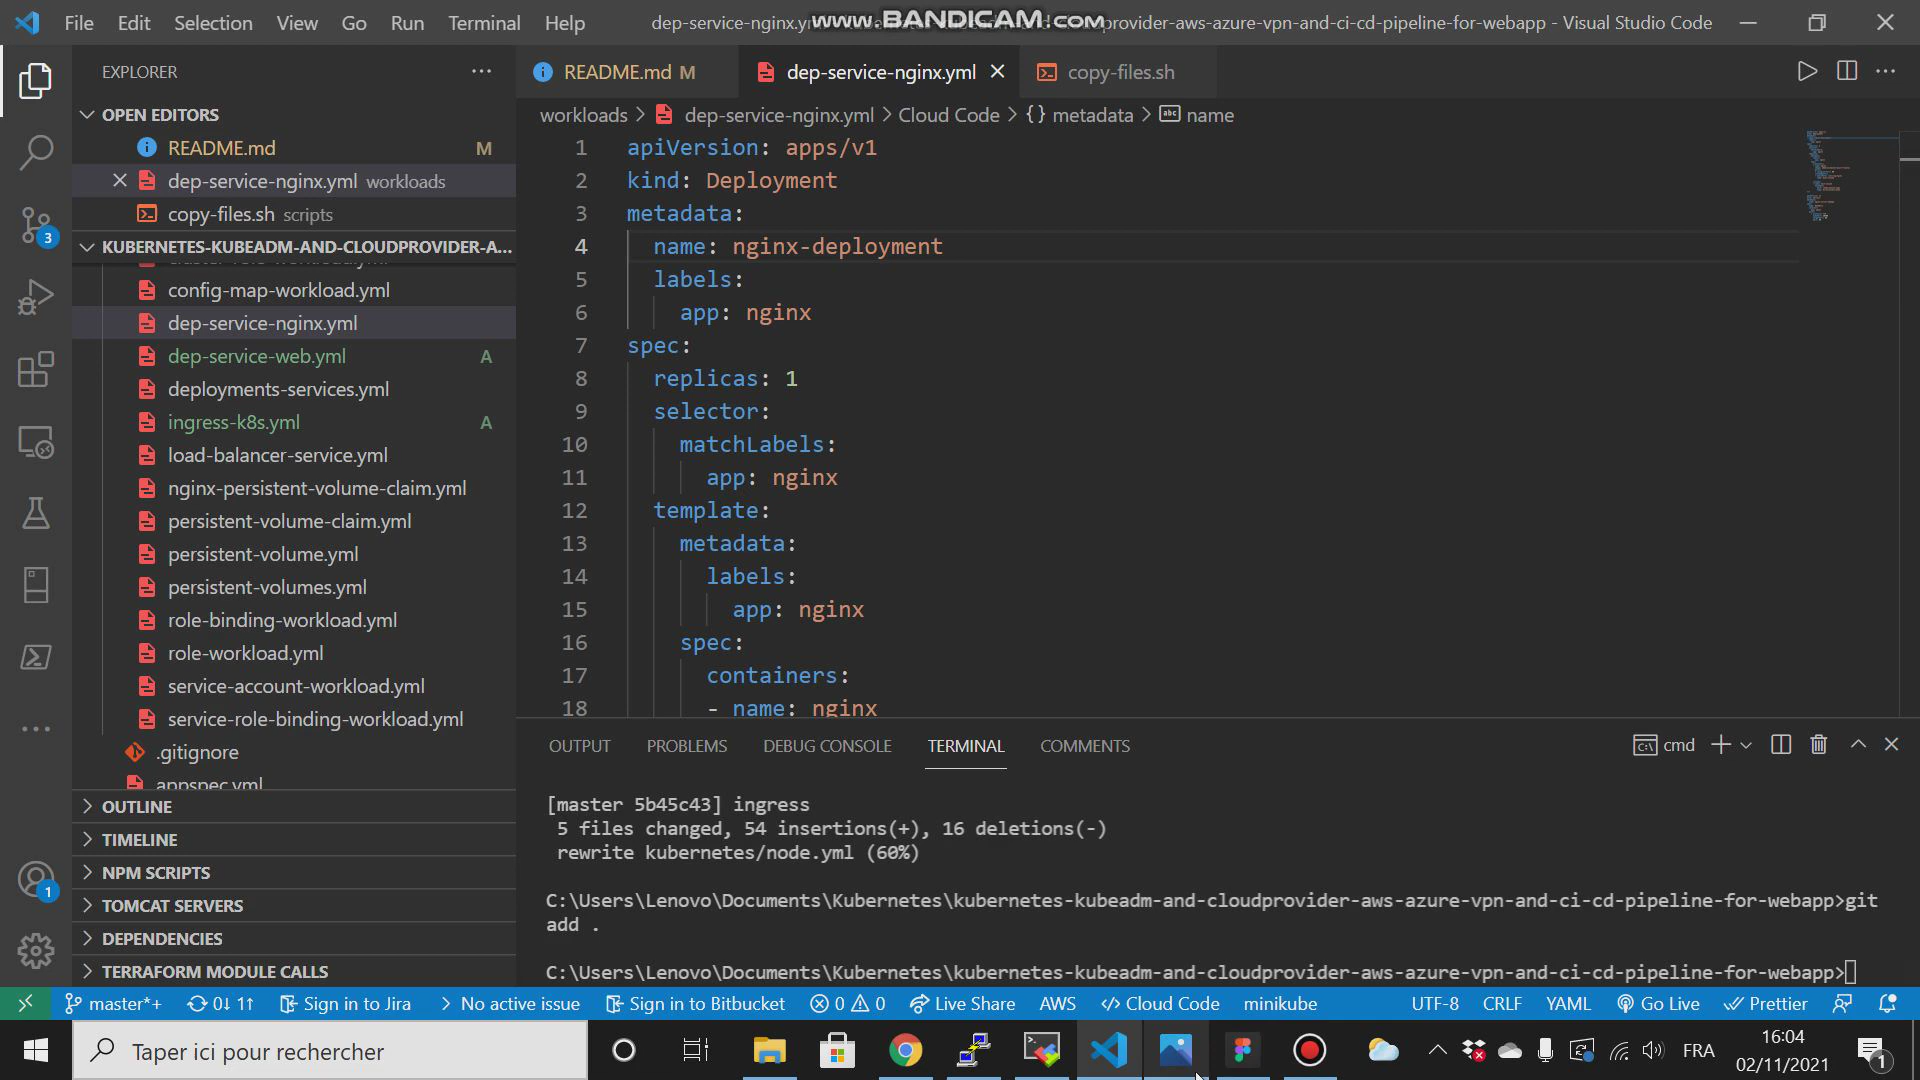 File Edit Selection View Go Run Terminal Help
dep-service-nginx.ym
www.BANDICAM.com
provider-aws-azure-vpn-and-ci-cd-pipeline-for-webapp - Visual Studio Code
EXPLORER
README.md M
dep-service-nginx.yml
copy-files.sh
OPEN EDITORS
README.md M
dep-service-nginx.yml workloads
copy-files.sh scripts
KUBERNETES-KUBEADM-AND-CLOUDPROVIDER-A...
config-map-workload.yml
dep-service-nginx.yml
dep-service-web.yml A
deployments-services.yml
ingress-k8s.yml A
load-balancer-service.yml
nginx-persistent-volume-claim.yml
persistent-volume-claim.yml
persistent-volume.yml
persistent-volumes.yml
role-binding-workload.yml
role-workload.yml
service-account-workload.yml
service-role-binding-workload.yml
.gitignore
appspec.yml
OUTLINE
TIMELINE
NPM SCRIPTS
TOMCAT SERVERS
DEPENDENCIES
TERRAFORM MODULE CALLS
3
1
workloads > dep-service-nginx.yml > Cloud Code > {} metadata > abc name
1 apiVersion: apps/v1
2 kind: Deployment
3 metadata:
4 name: nginx-deployment
5 labels:
6 app: nginx
7 spec:
8 replicas: 1
9 selector:
10 matchLabels:
11 app: nginx
12 template:
13 metadata:
14 labels:
15 app: nginx
16 spec:
17 containers:
18 - name: nginx
OUTPUT PROBLEMS DEBUG CONSOLE TERMINAL COMMENTS
cmd
[master 5b45c43] ingress
5 files changed, 54 insertions(+), 16 deletions(-)
rewrite kubernetes/node.yml (60%)
C:\Users\Lenovo\Documents\Kubernetes\kubernetes-kubeadm-and-cloudprovider-aws-azure-vpn-and-ci-cd-pipeline-for-webapp>git
add .
C:\Users\Lenovo\Documents\Kubernetes\kubernetes-kubeadm-and-cloudprovider-aws-azure-vpn-and-ci-cd-pipeline-for-webapp>
master*+ 0↓ 1↑ Sign in to Jira No active issue Sign in to Bitbucket 0 0 Live Share AWS </> Cloud Code minikube UTF-8 CRLF YAML Go Live Prettier
Taper ici pour rechercher
FRA
16:04
02/11/2021
1